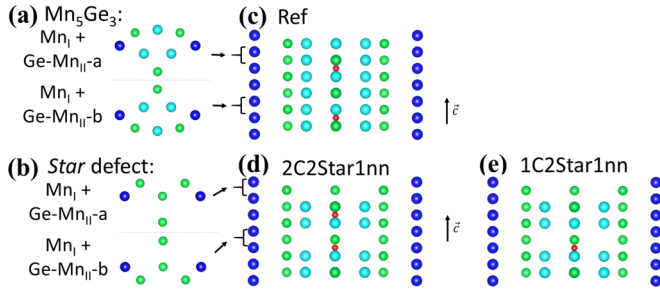 (a) Mn5Ge3:
MnI +
Ge-MnII-a
MnI +
Ge-MnII-b
(c) Ref
c⃗
(b) Star defect:
MnI +
Ge-MnII-a
MnI +
Ge-MnII-b
(d) 2C2Star1nn
c⃗
(e) 1C2Star1nn